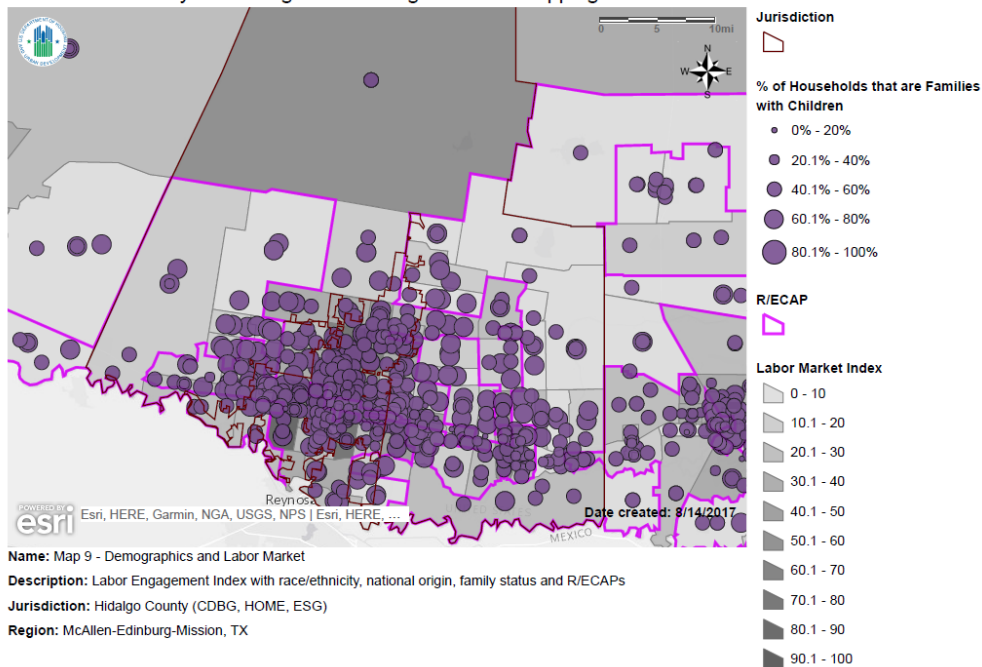 0 5 10mi
N
W E
S
Reynos
Esri, HERE, Garmin, NGA, USGS, NPS | Esri, HERE, ...
POWERED BY
esri
Date created: 8/14/2017
MEXICO
Name: Map 9 - Demographics and Labor Market
Description: Labor Engagement Index with race/ethnicity, national origin, family status and R/ECAPs
Jurisdiction: Hidalgo County (CDBG, HOME, ESG)
Region: McAllen-Edinburg-Mission, TX
Jurisdiction
% of Households that are Families
with Children
0% - 20%
20.1% - 40%
40.1% - 60%
60.1% - 80%
80.1% - 100%
R/ECAP
Labor Market Index
0 - 10
10.1 - 20
20.1 - 30
30.1 - 40
40.1 - 50
50.1 - 60
60.1 - 70
70.1 - 80
80.1 - 90
90.1 - 100